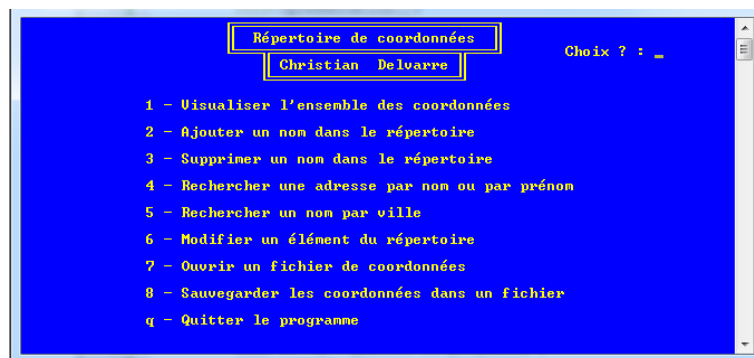 Répertoire de coordonnées
Choix ? : _
Christian Delvarre
1 - Visualiser l'ensemble des coordonnées
2 - Ajouter un nom dans le répertoire
3 - Supprimer un nom dans le répertoire
4 - Rechercher une adresse par nom ou par prénom
5 - Rechercher un nom par ville
6 - Modifier un élément du répertoire
7 - Ouvrir un fichier de coordonnées
8 - Sauvegarder les coordonnées dans un fichier
q - Quitter le programme